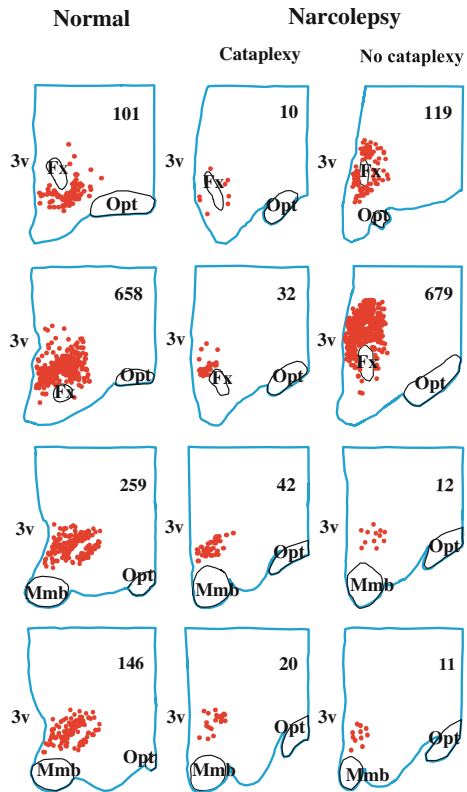 Normal Narcolepsy
Cataplexy No cataplexy
101 10 119
3v Fx Opt 3v Fx Opt 3v Fx Opt
658 32 679
3v Fx Opt 3v Fx Opt 3v Fx Opt
259 42 12
3v Mmb Opt 3v Mmb Opt 3v Mmb Opt
146 20 11
3v Mmb Opt 3v Mmb Opt 3v Mmb Opt